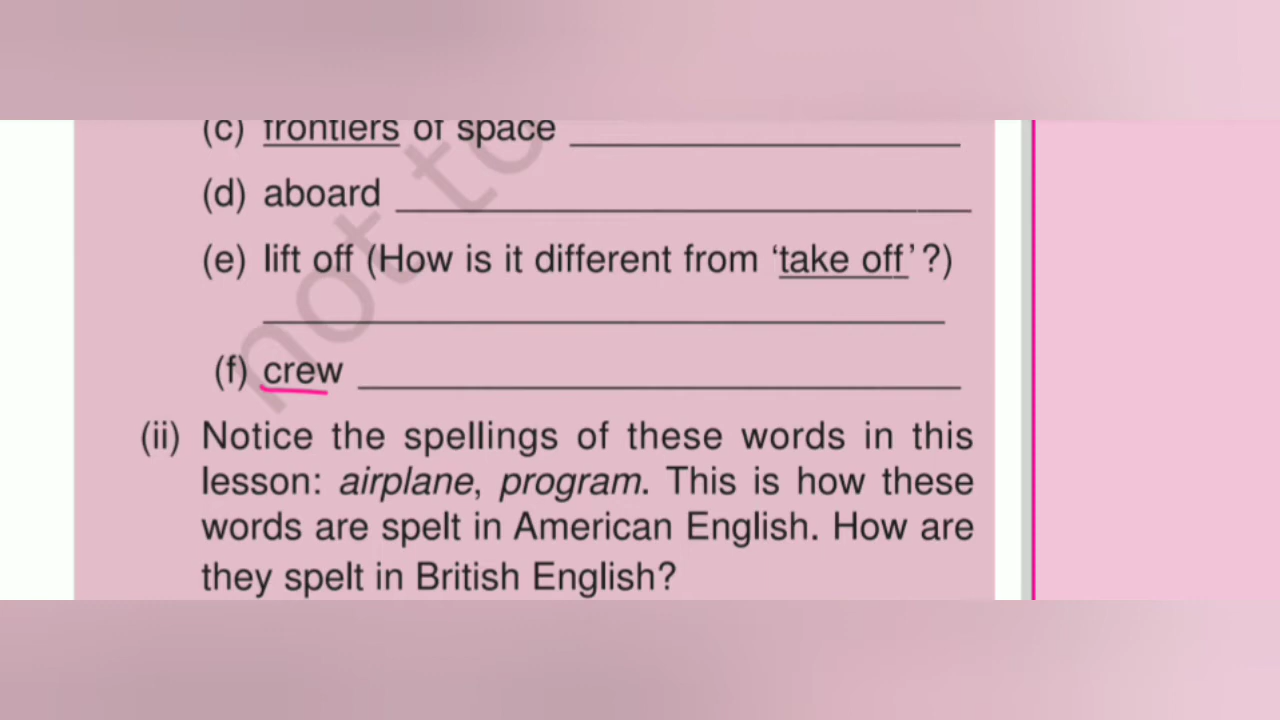 (c) frontiers of space
(d) aboard
(e) lift off (How is it different from ‘take off’?)
(f) crew
(ii) Notice the spellings of these words in this
lesson: airplane, program. This is how these
words are spelt in American English. How are
they spelt in British English?
not to